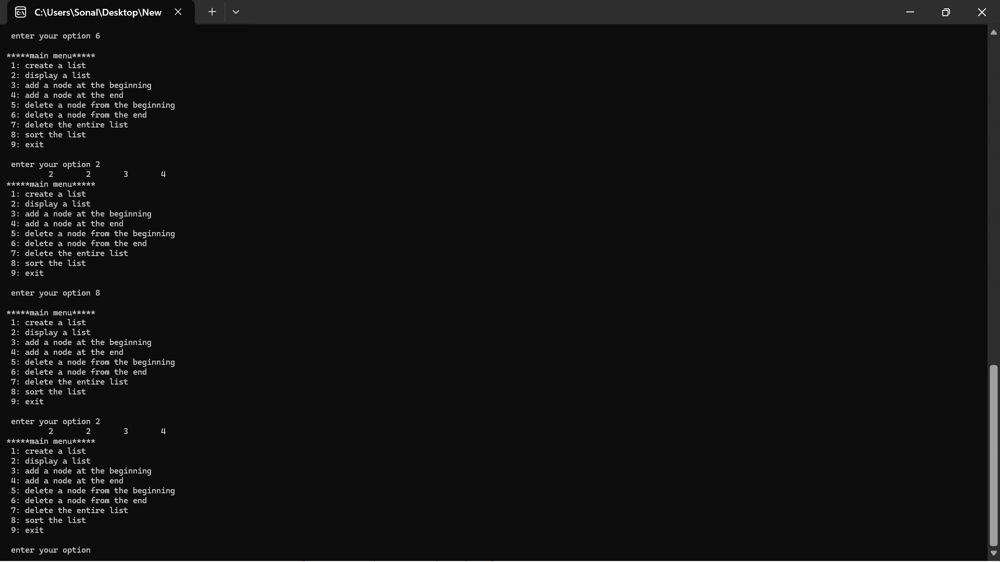 C:\Users\Sonal\Desktop\New
enter your option 6
*****main menu*****
1: create a list
2: display a list
3: add a node at the beginning
4: add a node at the end
5: delete a node from the beginning
6: delete a node from the end
7: delete the entire list
8: sort the list
9: exit
enter your option 2
2 2 3 4
*****main menu*****
1: create a list
2: display a list
3: add a node at the beginning
4: add a node at the end
5: delete a node from the beginning
6: delete a node from the end
7: delete the entire list
8: sort the list
9: exit
enter your option 8
*****main menu*****
1: create a list
2: display a list
3: add a node at the beginning
4: add a node at the end
5: delete a node from the beginning
6: delete a node from the end
7: delete the entire list
8: sort the list
9: exit
enter your option 2
2 2 3 4
*****main menu*****
1: create a list
2: display a list
3: add a node at the beginning
4: add a node at the end
5: delete a node from the beginning
6: delete a node from the end
7: delete the entire list
8: sort the list
9: exit
enter your option